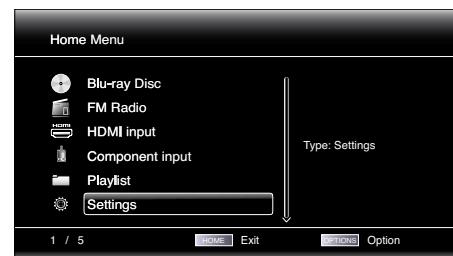 Home Menu
Blu-ray Disc
FM Radio
HDMI
HDMI input
Component input
Type: Settings
Playlist
Settings
1 / 5
HOME Exit
OPTIONS Option